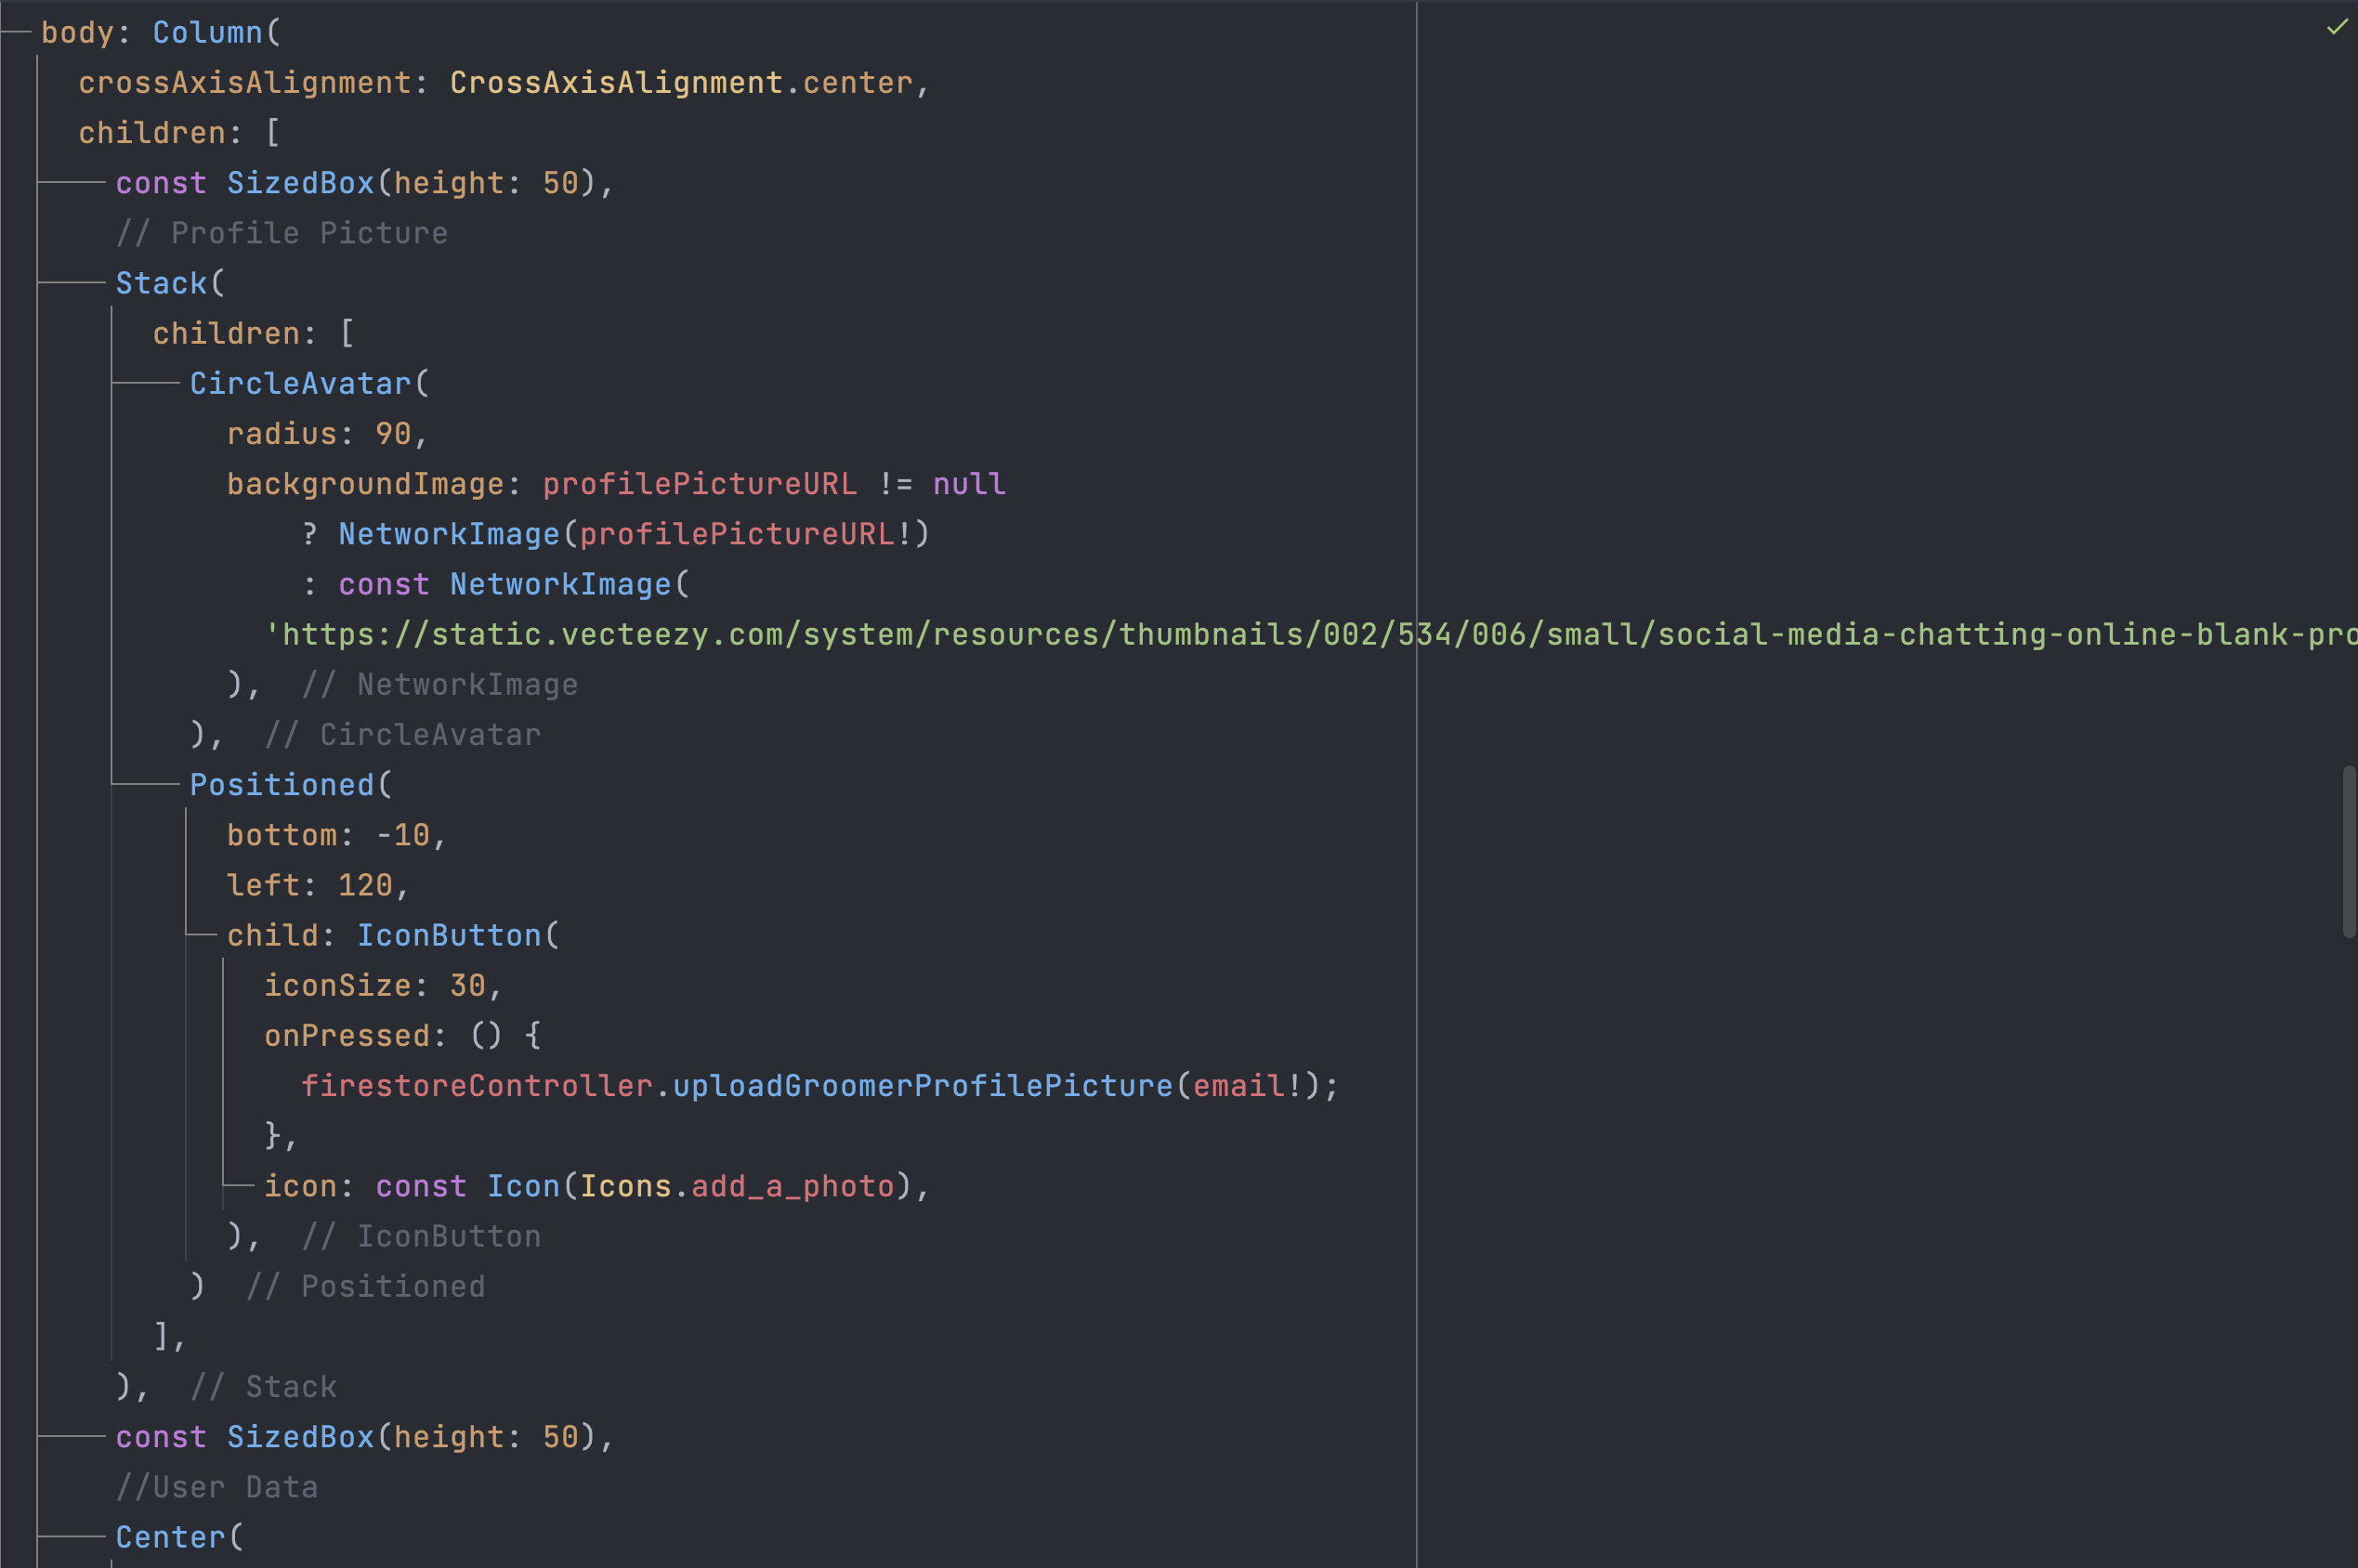 body: Column(
crossAxisAlignment: CrossAxisAlignment.center,
children: [
const SizedBox(height: 50),
// Profile Picture
Stack(
children: [
CircleAvatar(
radius: 90,
backgroundImage: profilePictureURL != null
? NetworkImage(profilePictureURL!)
: const NetworkImage(
'https://static.vecteezy.com/system/resources/thumbnails/002/534/006/small/social-media-chatting-online-blank-pro
), // NetworkImage
), // CircleAvatar
Positioned(
bottom: -10,
left: 120,
child: IconButton(
iconSize: 30,
onPressed: () {
firestoreController.uploadGroomerProfilePicture(email!);
},
icon: const Icon(Icons.add_a_photo),
), // IconButton
) // Positioned
],
), // Stack
const SizedBox(height: 50),
//User Data
Center(